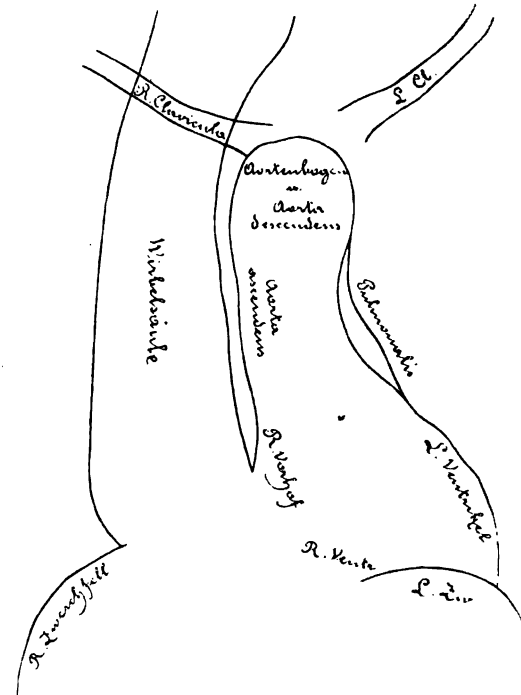 R. Clavicula
L. Cl.
Aortenbogen
u.
Aorta
descendens
Wirbelsäule
Aorta
ascendens
Pulmonalis
R. Vorhof
L. Ventrikel
R. Ventr.
L. Zw.
R. Zwerchfell